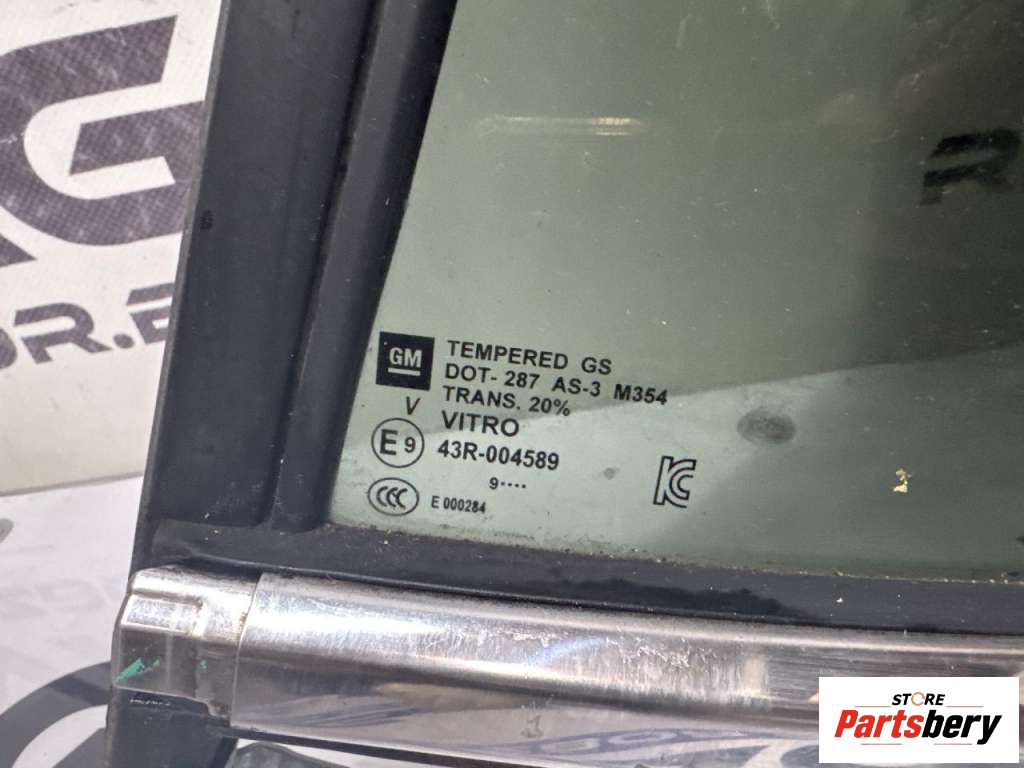 OR.E
R
GM
TEMPERED GS
DOT- 287 AS-3 M354
TRANS. 20%
V VITRO
E9 43R-004589
9····
CCC E 000284
KC
STORE
Partsbery